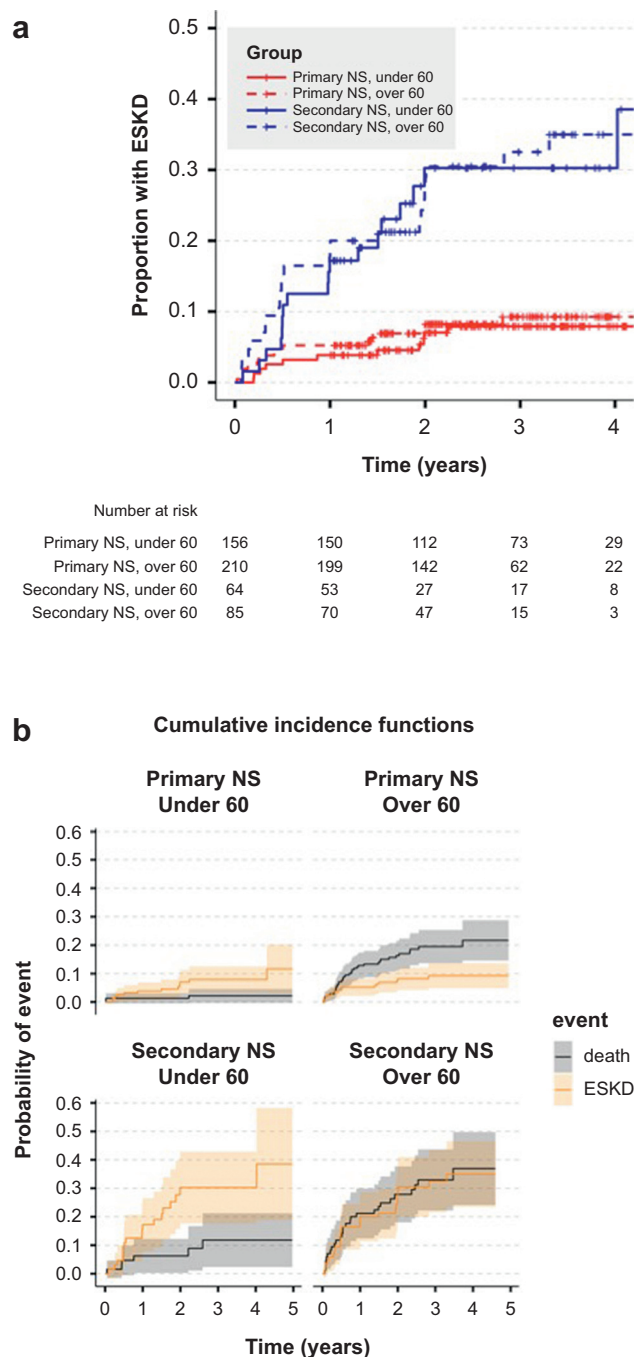 a
Proportion with ESKD
0.5
0.4
0.3
0.2
0.1
0.0
Group
Primary NS, under 60
Primary NS, over 60
Secondary NS, under 60
Secondary NS, over 60
0 1 2 3 4
Time (years)
Number at risk
Primary NS, under 60 156 150 112 73 29
Primary NS, over 60 210 199 142 62 22
Secondary NS, under 60 64 53 27 17 8
Secondary NS, over 60 85 70 47 15 3
b
Cumulative incidence functions
Primary NS
Under 60
Primary NS
Over 60
Probability of event
0.6
0.5
0.4
0.3
0.2
0.1
0.0
Secondary NS
Under 60
Secondary NS
Over 60
0.6
0.5
0.4
0.3
0.2
0.1
0.0
0 1 2 3 4 5 0 1 2 3 4 5
Time (years)
event
death
ESKD